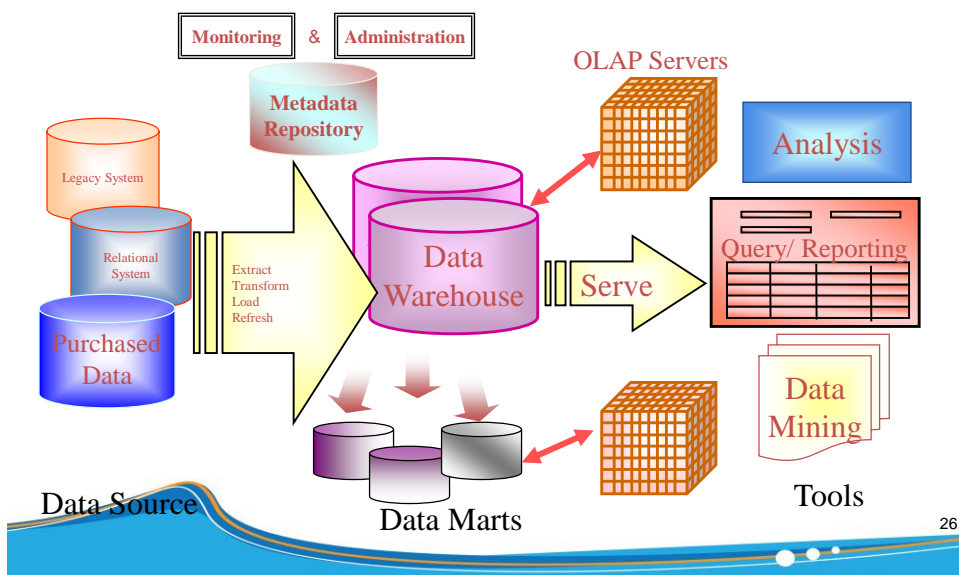 Monitoring & Administration
OLAP Servers
Metadata
Repository
Analysis
Legacy System
Relational
System
Extract
Transform
Load
Refresh
Data
Warehouse
Serve
Query/ Reporting
Purchased
Data
Data
Mining
Data Source
Data Marts
Tools
26